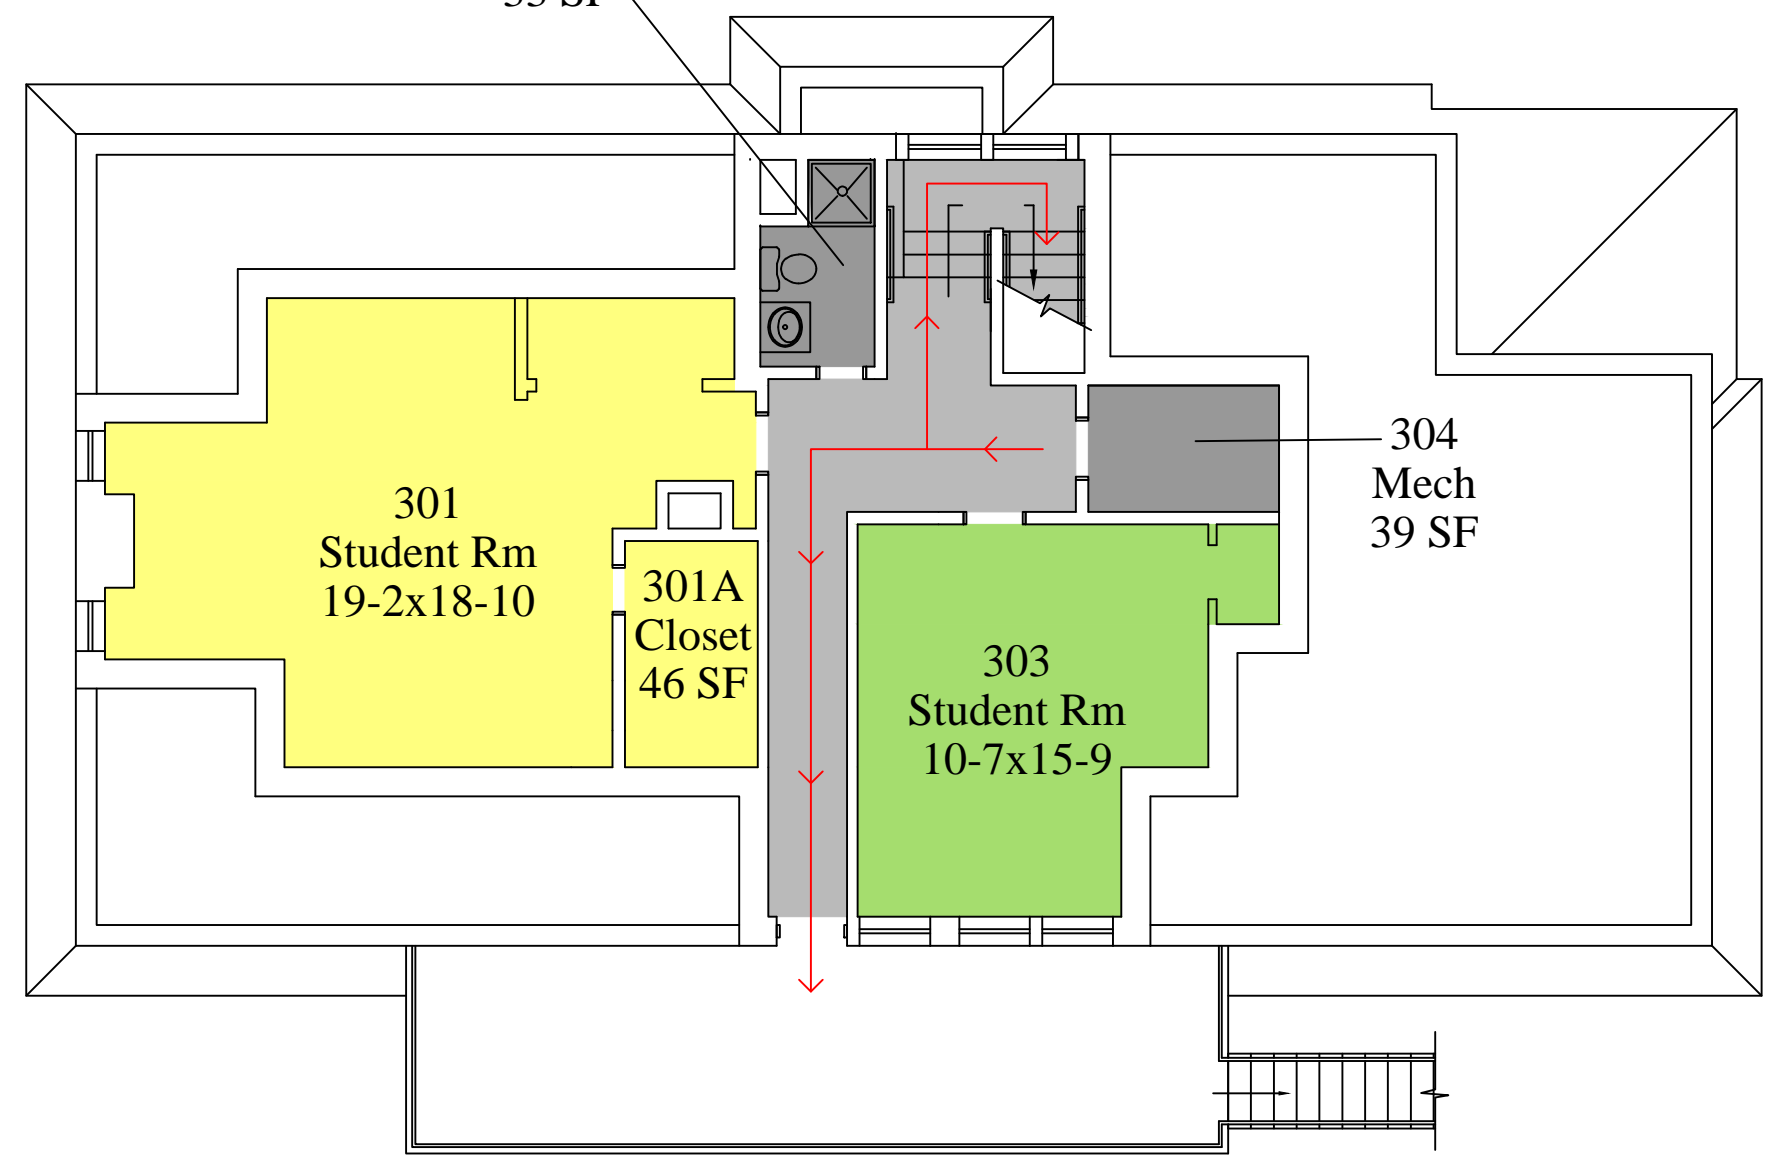 301
Student Rm
19-2x18-10
301A
Closet
46 SF
303
Student Rm
10-7x15-9
304
Mech
39 SF